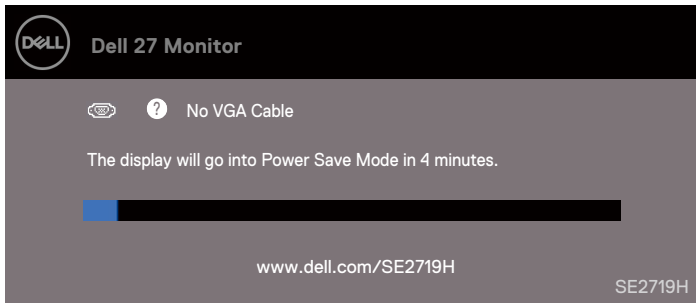 DELL
Dell 27 Monitor
? No VGA Cable
The display will go into Power Save Mode in 4 minutes.
www.dell.com/SE2719H
SE2719H